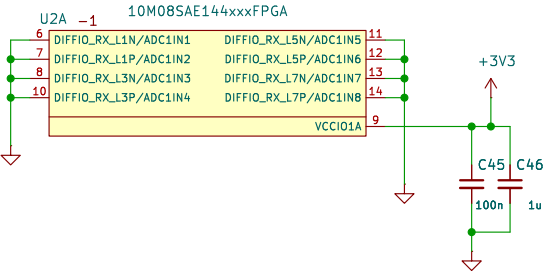 10M08SAE144xxxFPGA
U2A -1
6 DIFFIO_RX_L1N/ADC1IN1 DIFFIO_RX_L5N/ADC1IN5 11
7 DIFFIO_RX_L1P/ADC1IN2 DIFFIO_RX_L5P/ADC1IN6 12
8 DIFFIO_RX_L3N/ADC1IN3 DIFFIO_RX_L7N/ADC1IN7 13
10 DIFFIO_RX_L3P/ADC1IN4 DIFFIO_RX_L7P/ADC1IN8 14
VCCIO1A 9
+3V3
C45 C46
100n 1u